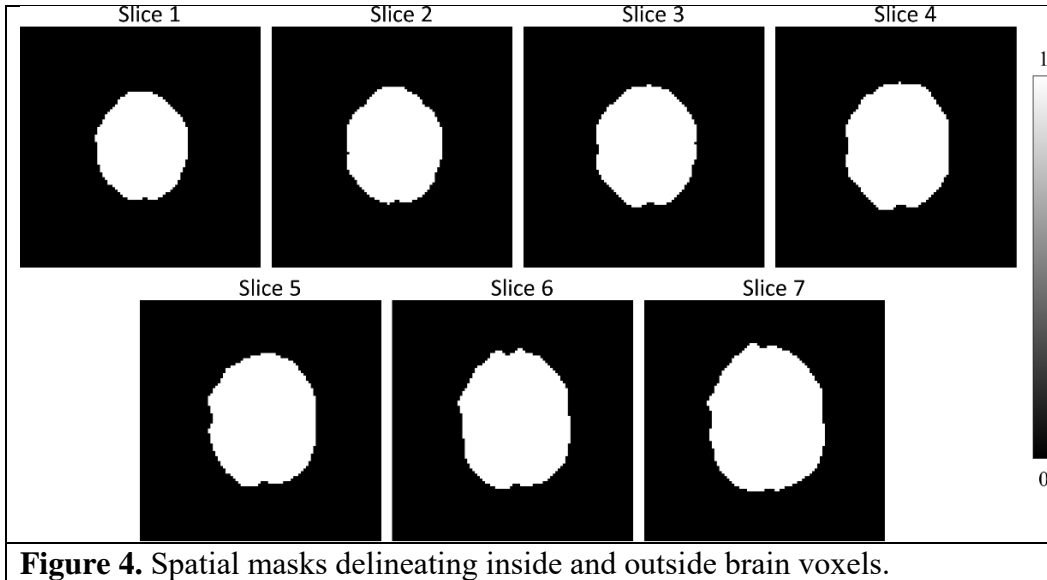 Slice 1 Slice 2 Slice 3 Slice 4
1
Slice 5 Slice 6 Slice 7
0
Figure 4. Spatial masks delineating inside and outside brain voxels.